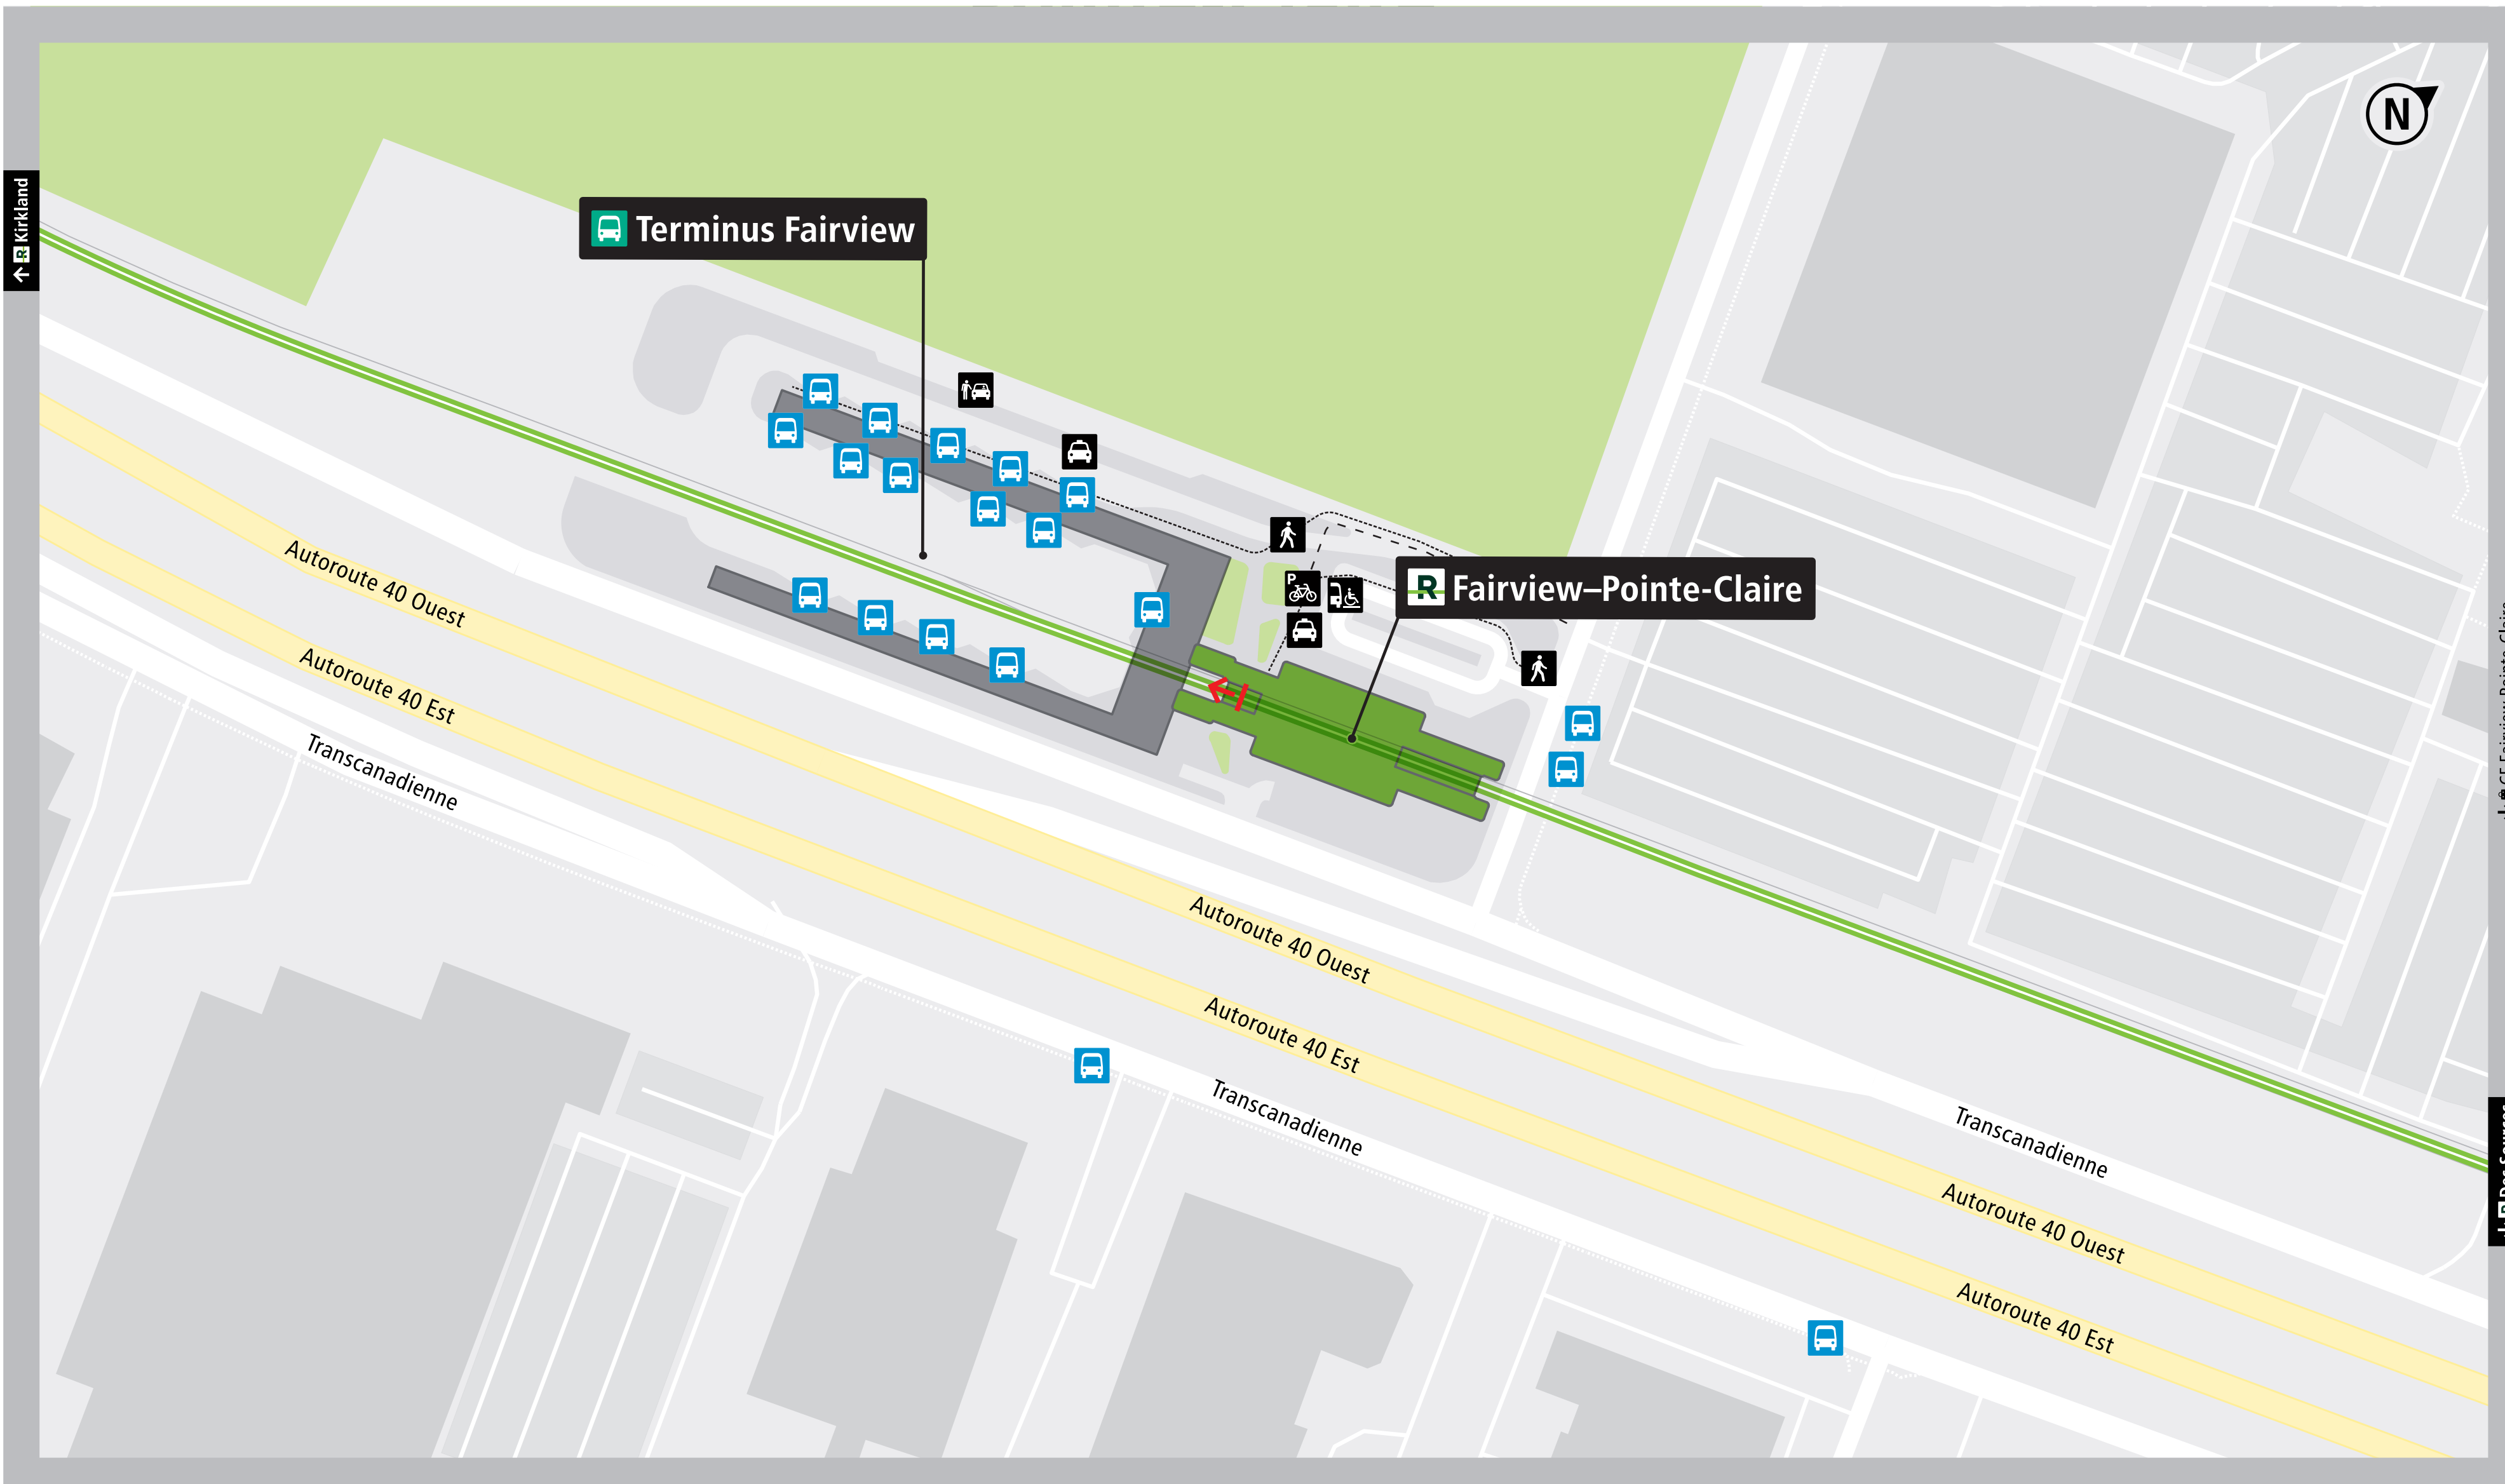 N
R Kirkland
Terminus Fairview
P
R Fairview–Pointe-Claire
Autoroute 40 Ouest
Autoroute 40 Est
Transcanadienne
Autoroute 40 Ouest
Autoroute 40 Est
Transcanadienne
Transcanadienne
Autoroute 40 Ouest
Autoroute 40 Est